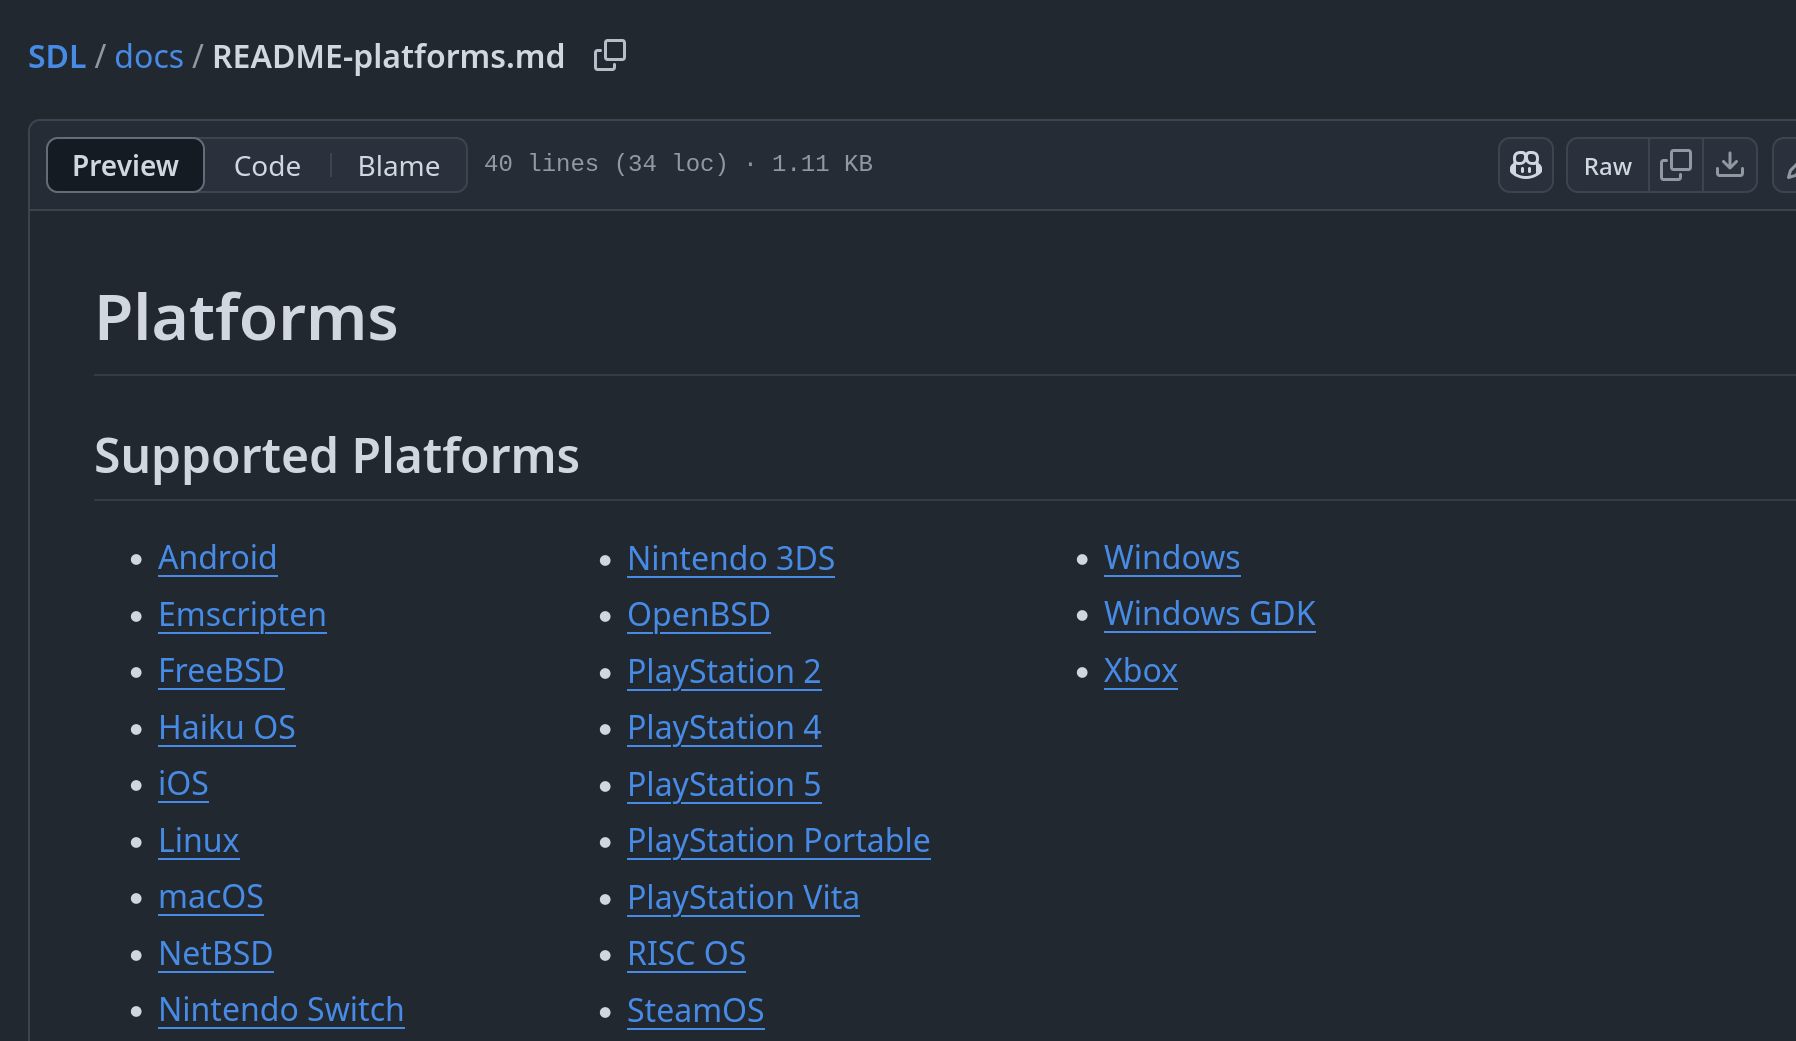 SDL / docs / README-platforms.md
Preview Code Blame 40 lines (34 loc) · 1.11 KB Raw
Platforms
Supported Platforms
Android
Emscripten
FreeBSD
Haiku OS
iOS
Linux
macOS
NetBSD
Nintendo Switch
Nintendo 3DS
OpenBSD
PlayStation 2
PlayStation 4
PlayStation 5
PlayStation Portable
PlayStation Vita
RISC OS
SteamOS
Windows
Windows GDK
Xbox